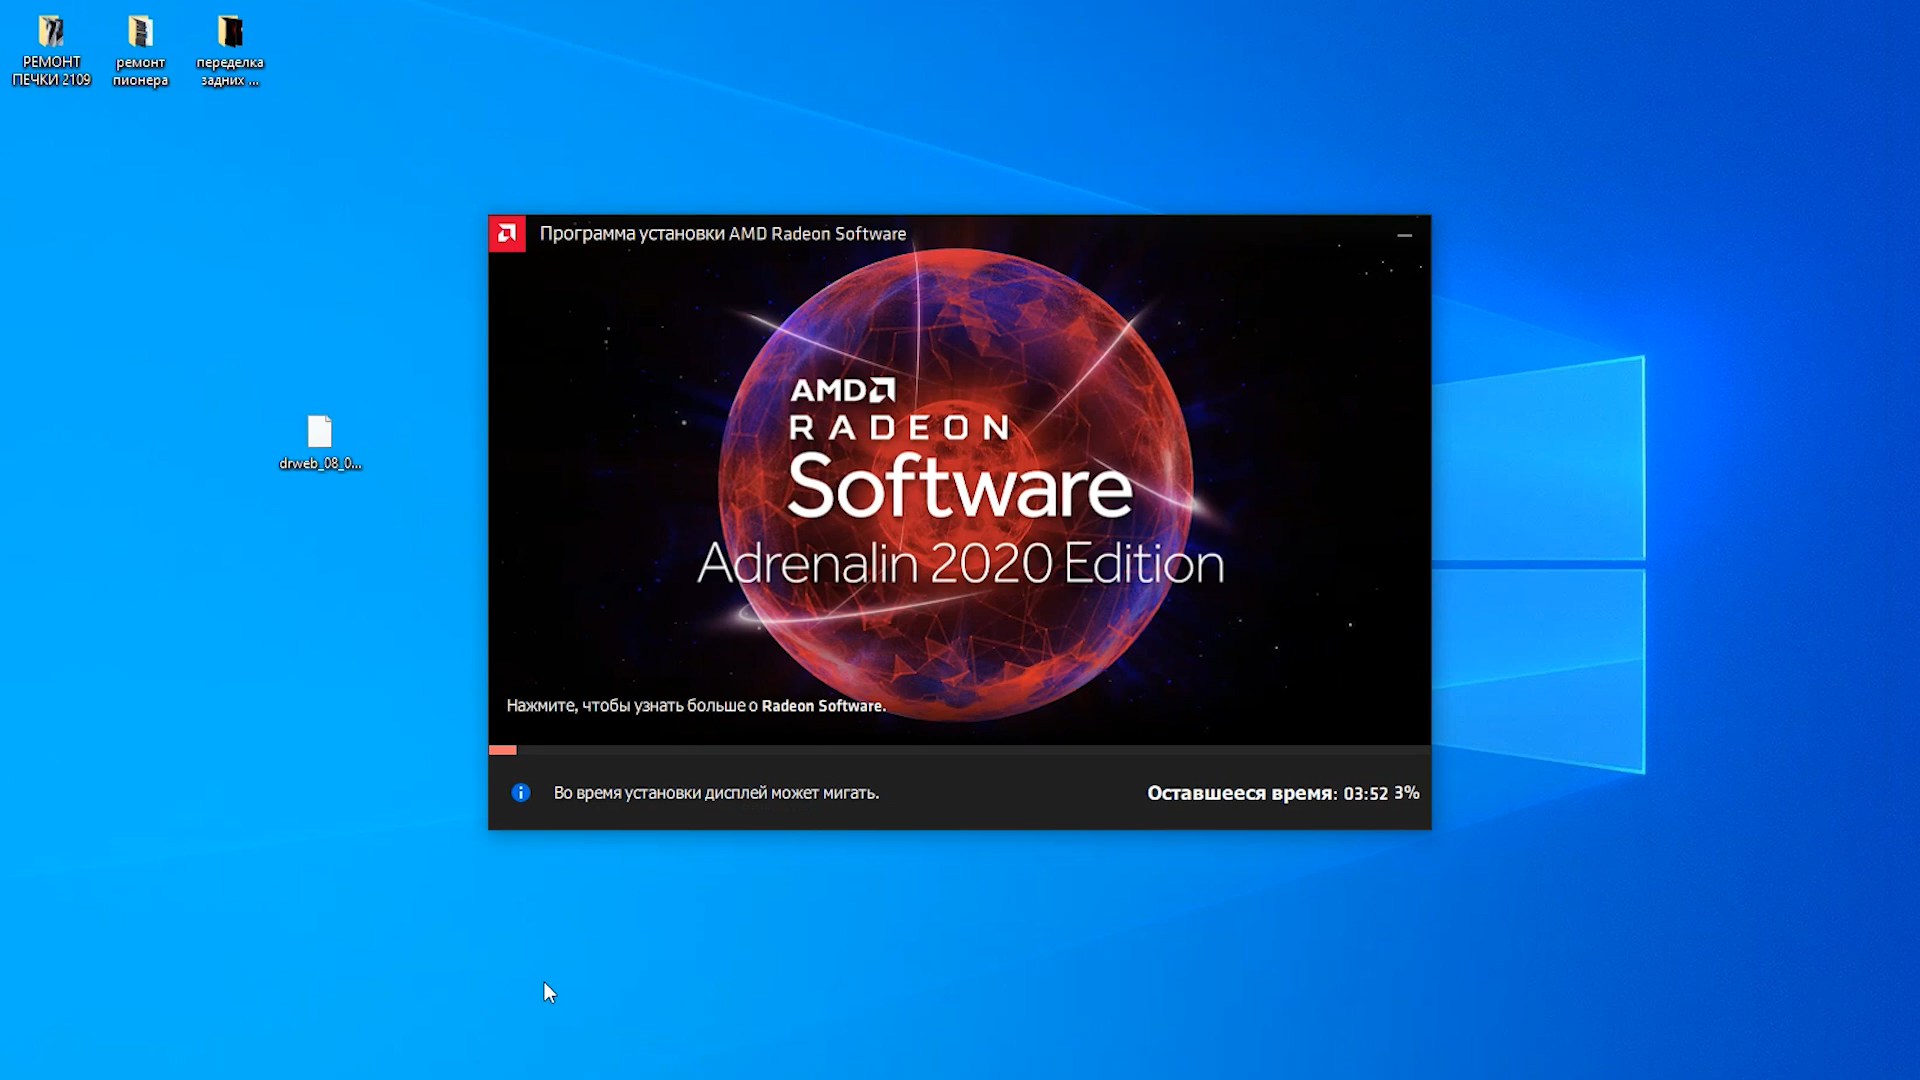 РЕМОНТ
ПЕЧКИ 2109
ремонт
пионера
переделка
задних ...
drweb_08_0...
Программа установки AMD Radeon Software
AMD
RADEON
Software
Adrenalin 2020 Edition
Нажмите, чтобы узнать больше о Radeon Software.
Во время установки дисплей может мигать.
Оставшееся время: 03:52 3%